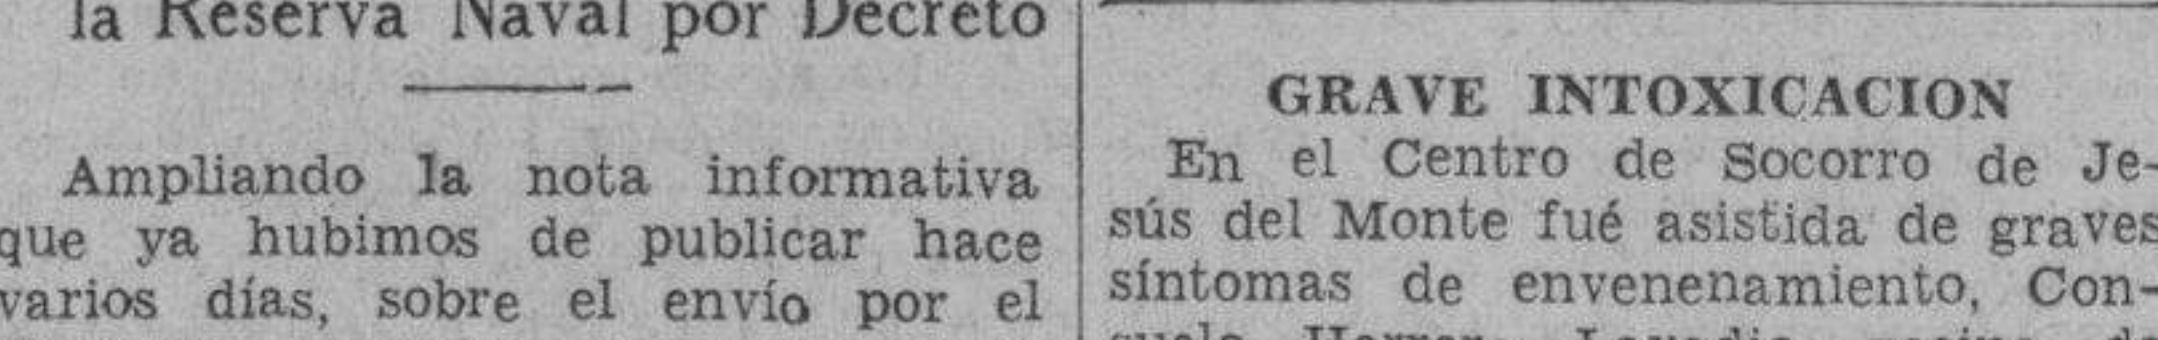 la Reserva Naval por Decreto
Ampliando la nota informativa
que ya hubimos de publicar hace
varios días, sobre el envío por el
GRAVE INTOXICACION
En el Centro de Socorro de Je-
sús del Monte fué asistida de graves
síntomas de envenenamiento, Con-